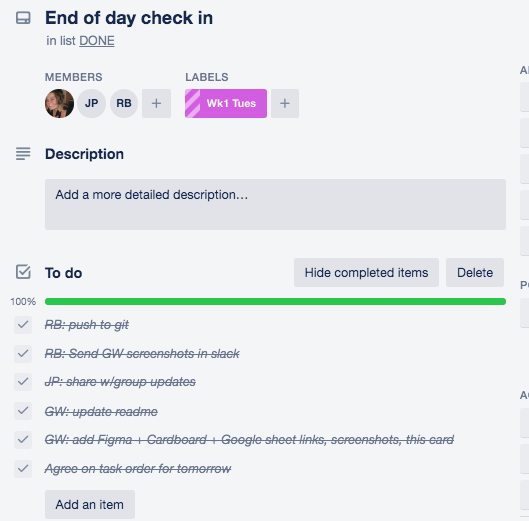 End of day check in
in list DONE
MEMBERS LABELS
JP RB + Wk1 Tues +
Description
Add a more detailed description…
To do Hide completed items Delete
100%
RB: push to git
RB: Send GW screenshots in slack
JP: share w/group updates
GW: update readme
GW: add Figma + Cardboard + Google sheet links, screenshots, this card
Agree on task order for tomorrow
Add an item